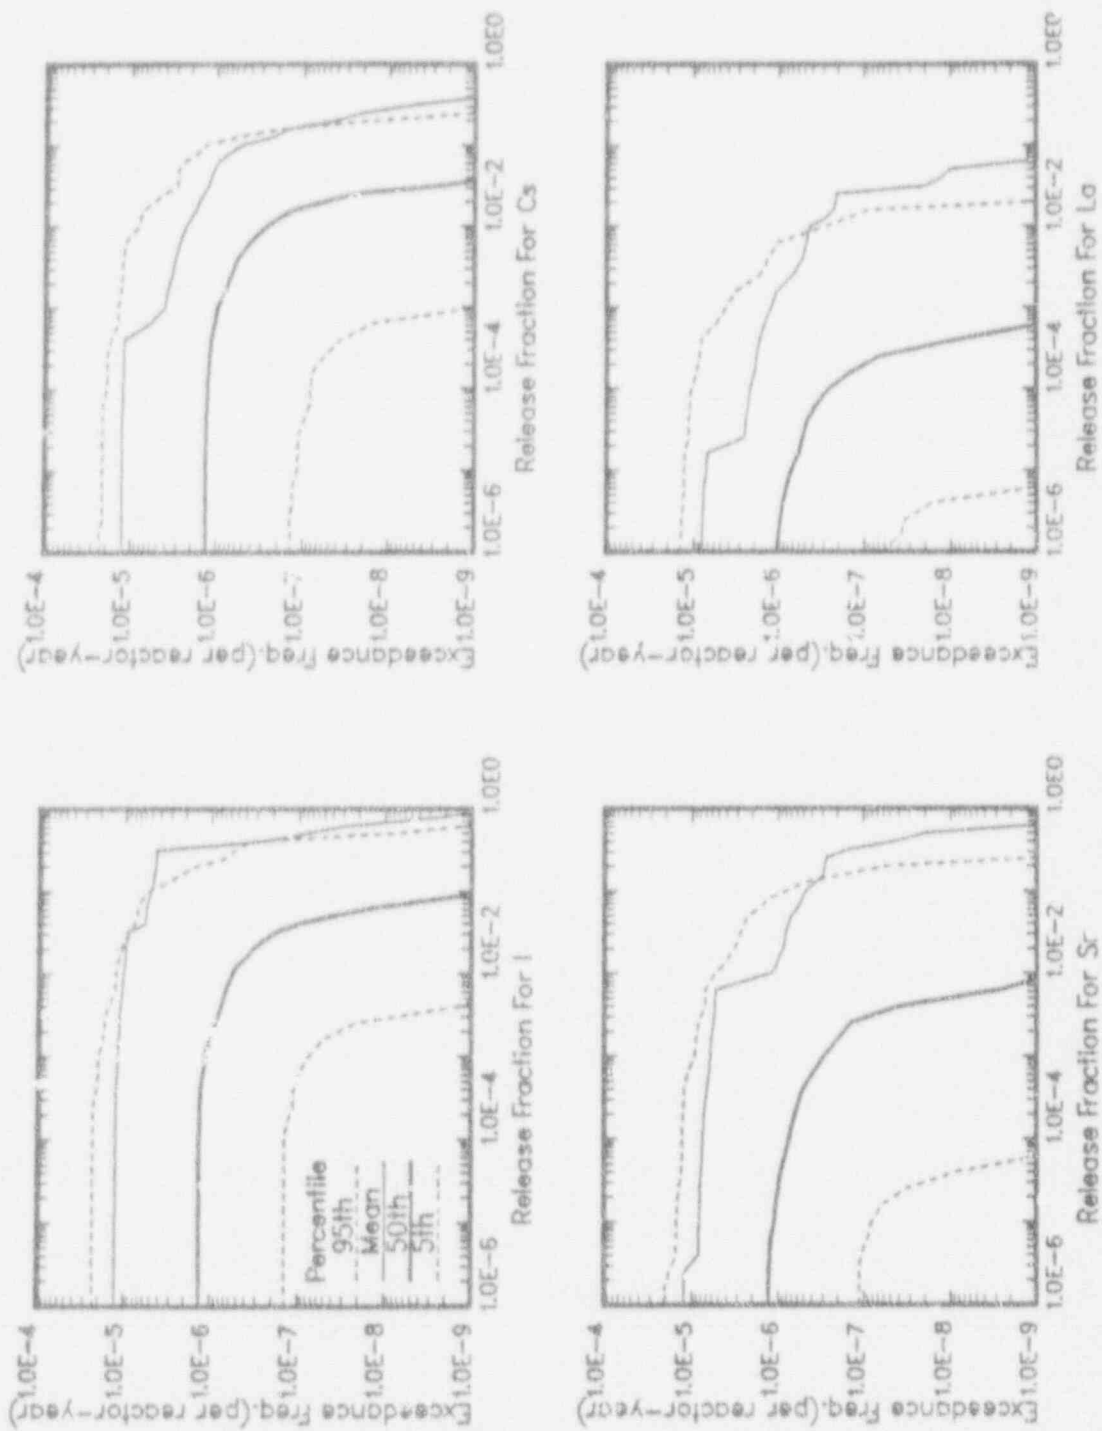 Exceedance Freq.(per reactor-year)
1.0E-4
1.0E-5
1.0E-6
1.0E-7
1.0E-8
1.0E-9
Percentile
95th
Mean
50th
5th
1.0E-6 1.0E-4 1.0E-2 1.0E0
Release Fraction For I
Exceedance Freq.(per reactor-year)
1.0E-4
1.0E-5
1.0E-6
1.0E-7
1.0E-8
1.0E-9
1.0E-6 1.0E-4 1.0E-2 1.0E0
Release Fraction For Cs
Exceedance Freq.(per reactor-year)
1.0E-4
1.0E-5
1.0E-6
1.0E-7
1.0E-8
1.0E-9
1.0E-6 1.0E-4 1.0E-2 1.0E0
Release Fraction For Sr
Exceedance Freq.(per reactor-year)
1.0E-4
1.0E-5
1.0E-6
1.0E-7
1.0E-8
1.0E-9
1.0E-6 1.0E-4 1.0E-2 1.0E0
Release Fraction For La